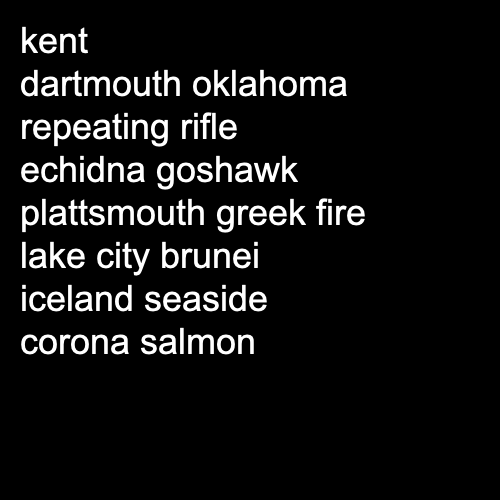 kent
dartmouth oklahoma
repeating rifle
echidna goshawk
plattsmouth greek fire
lake city brunei
iceland seaside
corona salmon